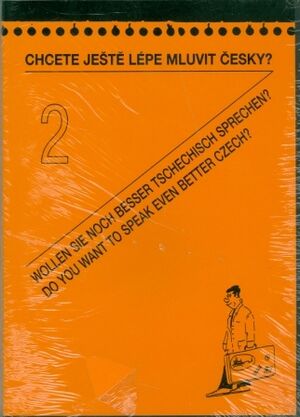 CHCETE JEŠTĚ LÉPE MLUVIT ČESKY?
2
WOLLEN SIE NOCH BESSER TSCHECHISCH SPRECHEN?
DO YOU WANT TO SPEAK EVEN BETTER CZECH?